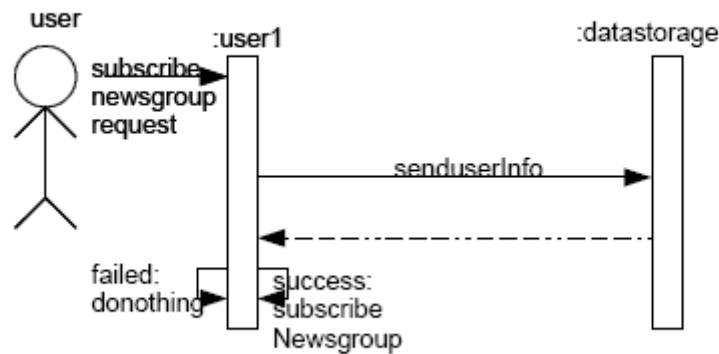 user
:user1
:datastorage
subscribe
newsgroup
request
senduserInfo
failed:
donothing
success:
subscribe
Newsgroup